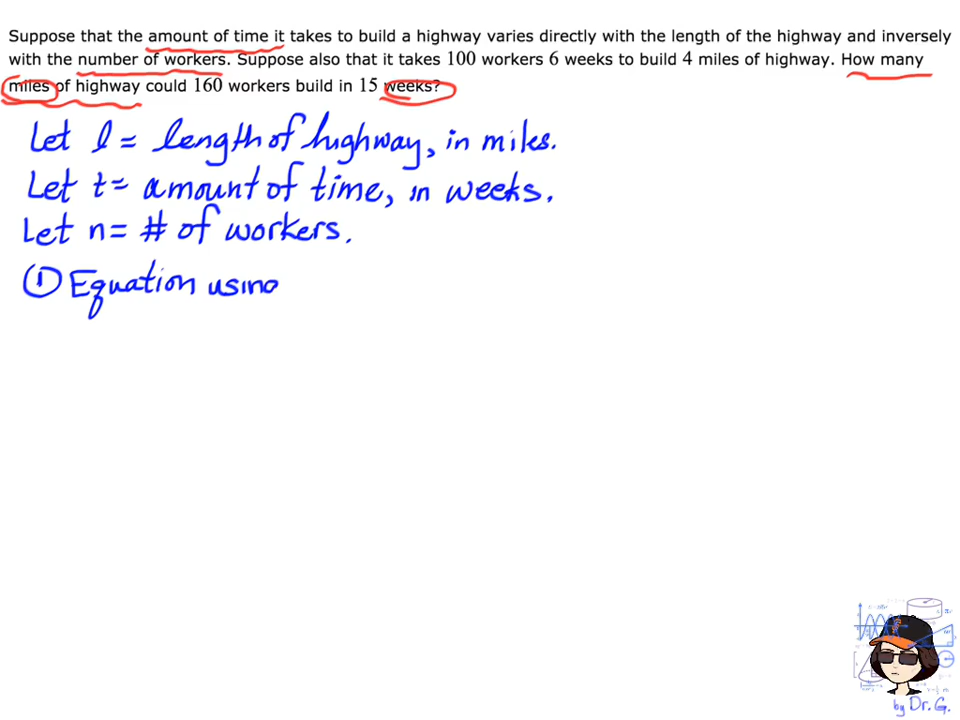 Suppose that the amount of time it takes to build a highway varies directly with the length of the highway and inversely
with the number of workers. Suppose also that it takes 100 workers 6 weeks to build 4 miles of highway. How many
miles of highway could 160 workers build in 15 weeks?
Let l = length of highway, in miles.
Let t = amount of time, in weeks.
Let n = # of workers.
① Equation using
by Dr. G.